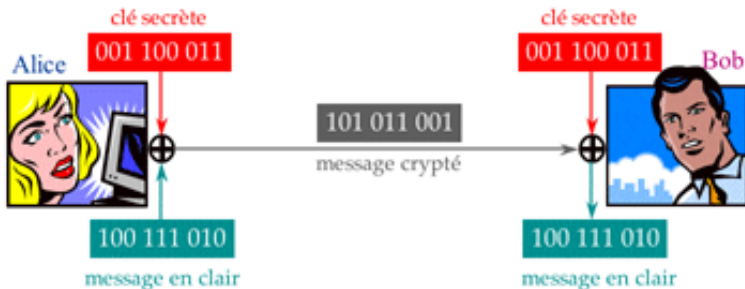 clé secrète
001 100 011
Alice
101 011 001
message crypté
100 111 010
message en clair
clé secrète
001 100 011
Bob
100 111 010
message en clair